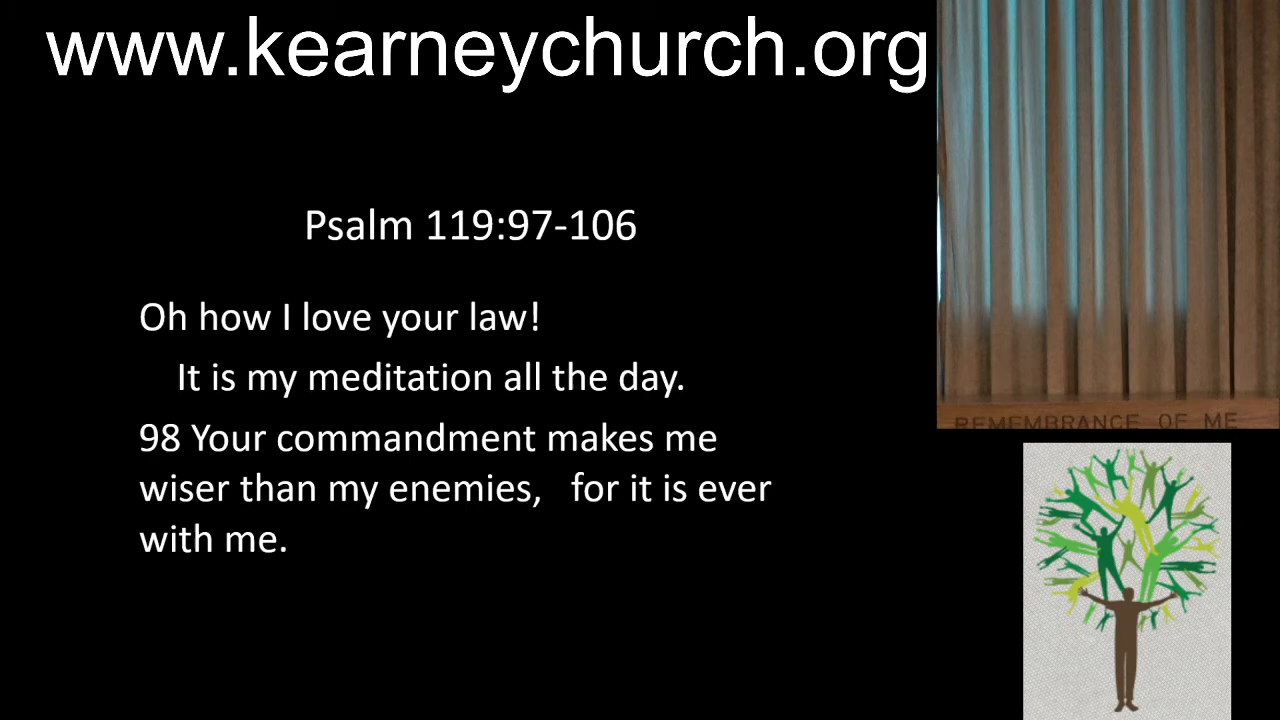 www.kearneychurch.org
Psalm 119:97-106
Oh how I love your law!
It is my meditation all the day.
98 Your commandment makes me
wiser than my enemies,   for it is ever
with me.
REMEMBRANCE OF ME